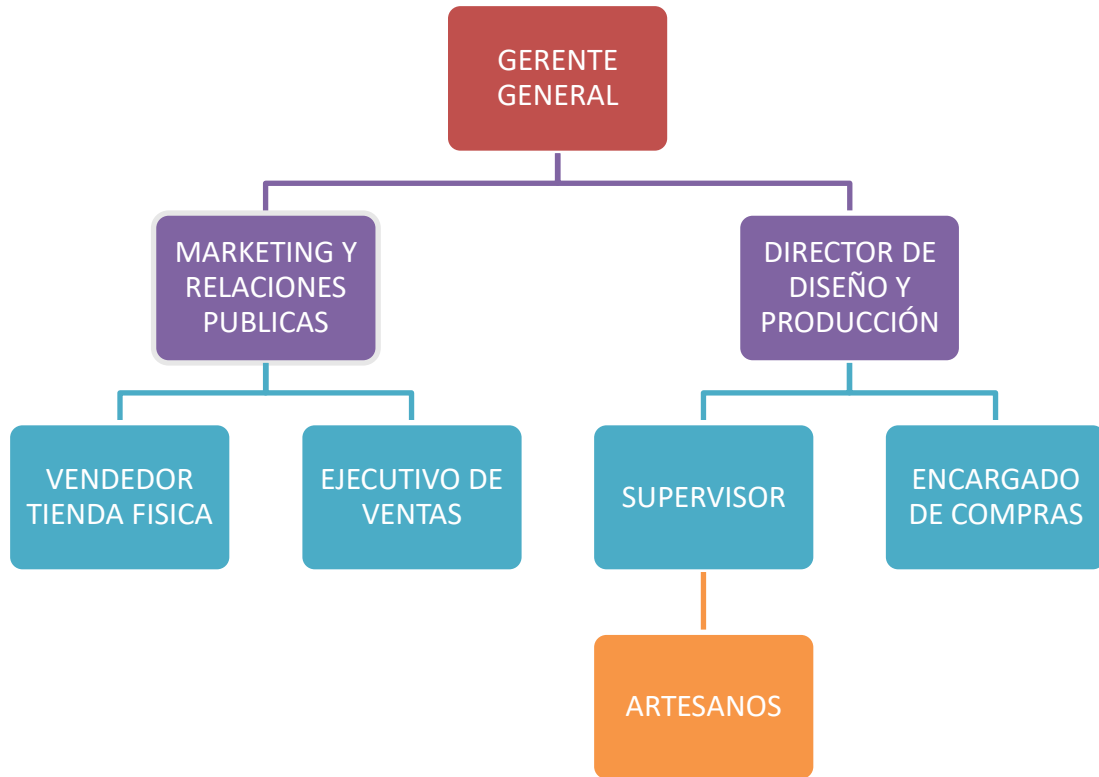 GERENTE
GENERAL
MARKETING Y
RELACIONES
PUBLICAS
DIRECTOR DE
DISEÑO Y
PRODUCCIÓN
VENDEDOR
TIENDA FISICA
EJECUTIVO DE
VENTAS
SUPERVISOR
ENCARGADO
DE COMPRAS
ARTESANOS